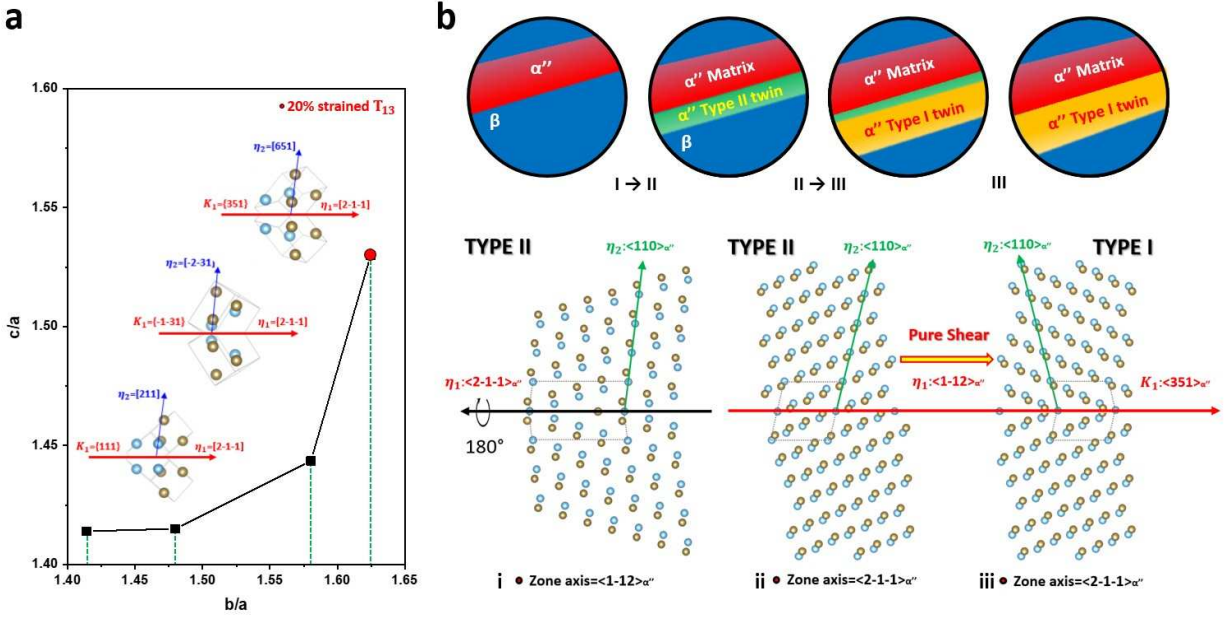 a
1.60
1.55
1.50
1.45
1.40
c/a
1.40
1.45
1.50
1.55
1.60
1.65
b/a
20% strained T₁₃
η₂=[651]
K₁={351}
η₁=[2-1-1]
η₂=[-2-31)
K₁={-1-31}
η₁=[2-1-1]
η₂=[211]
K₁={111}
η₁=[2-1-1]
b
α′′
β
α′′ Matrix
α′′ Type II twin
β
α′′ Matrix
α′′ Type I twin
α′′ Matrix
α′′ Type I twin
I → II
II → III
III
TYPE II
η₂:<110>α′′
TYPE II
η₂:<110>α′′
η₂:<110>α′′
TYPE I
Pure Shear
η₁:<2-1-1>α′′
η₁:<1-12>α′′
K₁:<351>α′′
180°
i Zone axis=<1-12>α′′
ii Zone axis=<2-1-1>α′′
iii Zone axis=<2-1-1>α′′